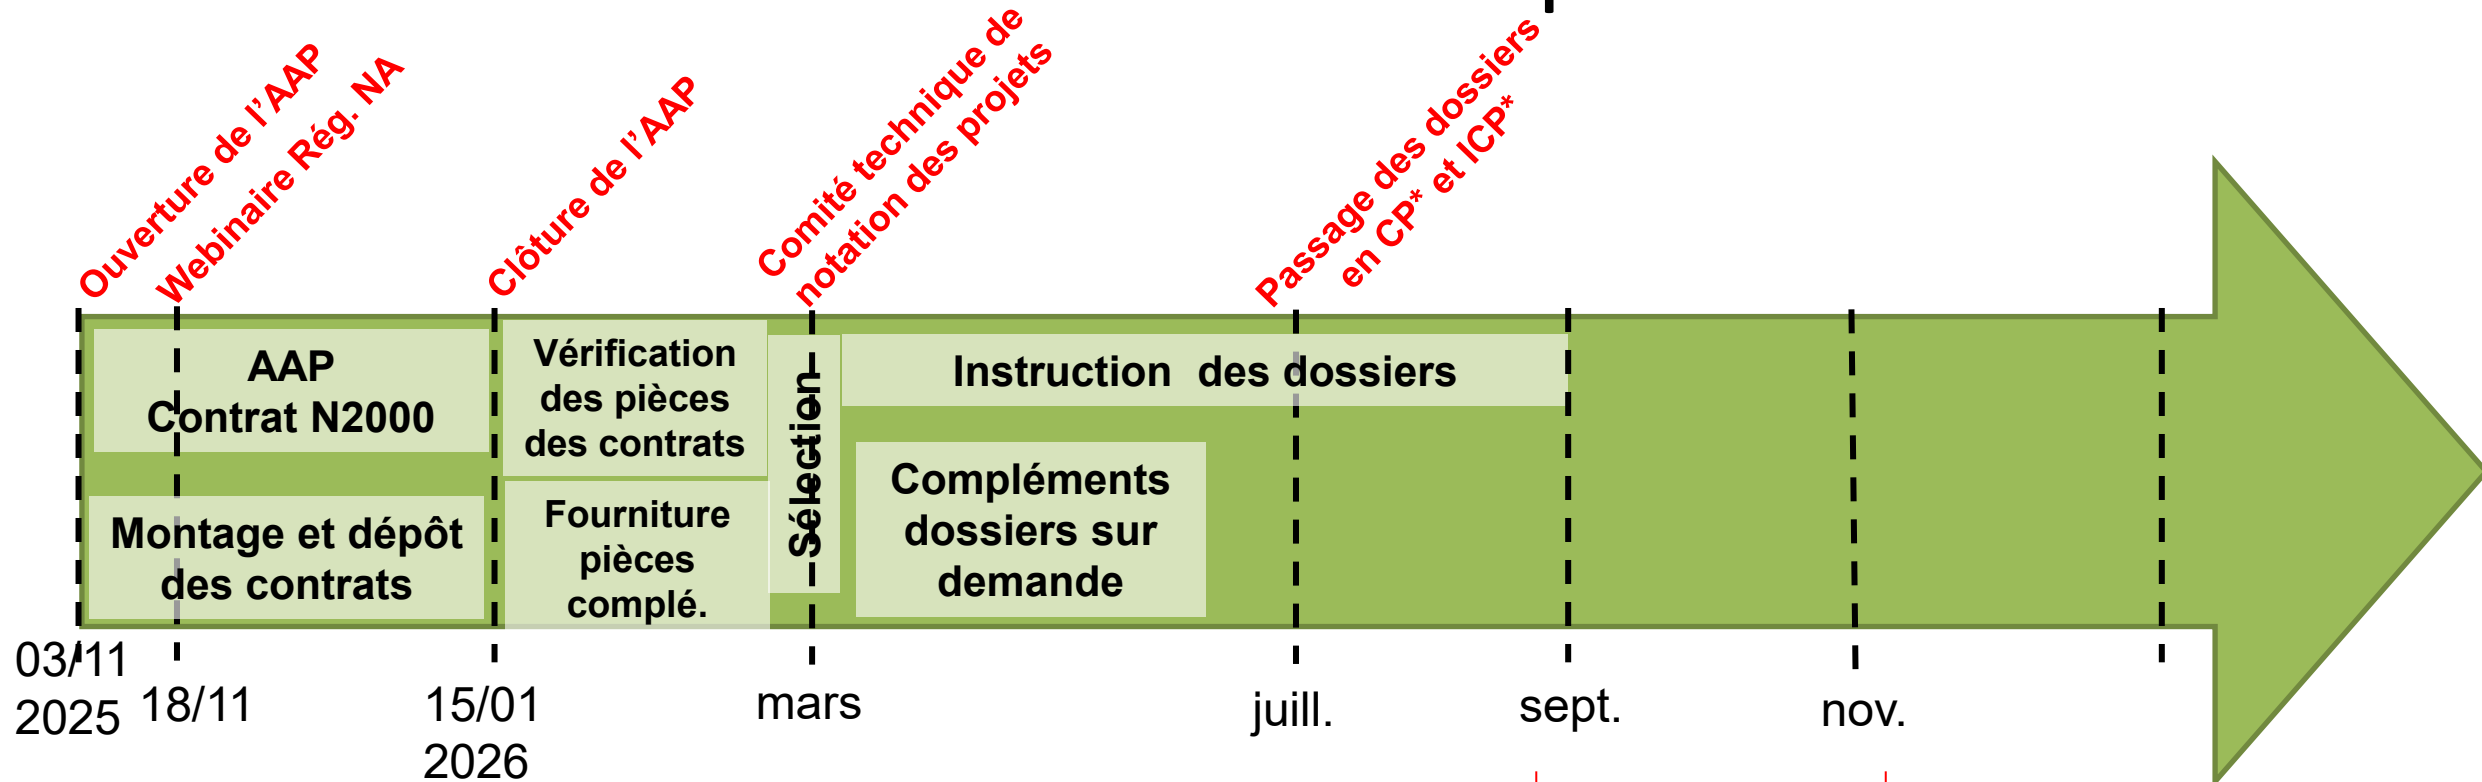 Ouverture de l’AAP
Webinaire Rég. NA
Clôture de l’AAP
Comité technique de
notation des projets
Passage des dossiers
en CP* et ICP*
AAP
Contrat N2000
Montage et dépôt
des contrats
Vérification
des pièces
des contrats
Fourniture
pièces
complé.
Sélection
Instruction  des dossiers
Compléments
dossiers sur
demande
03/11
2025
18/11
15/01
2026
mars
juill.
sept.
nov.